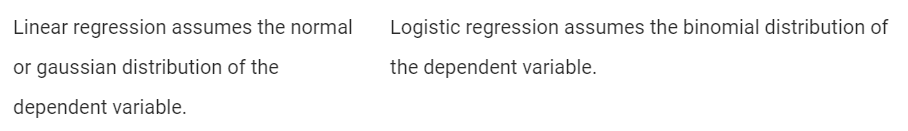 Linear regression assumes the normal
or gaussian distribution of the
dependent variable.
Logistic regression assumes the binomial distribution of
the dependent variable.